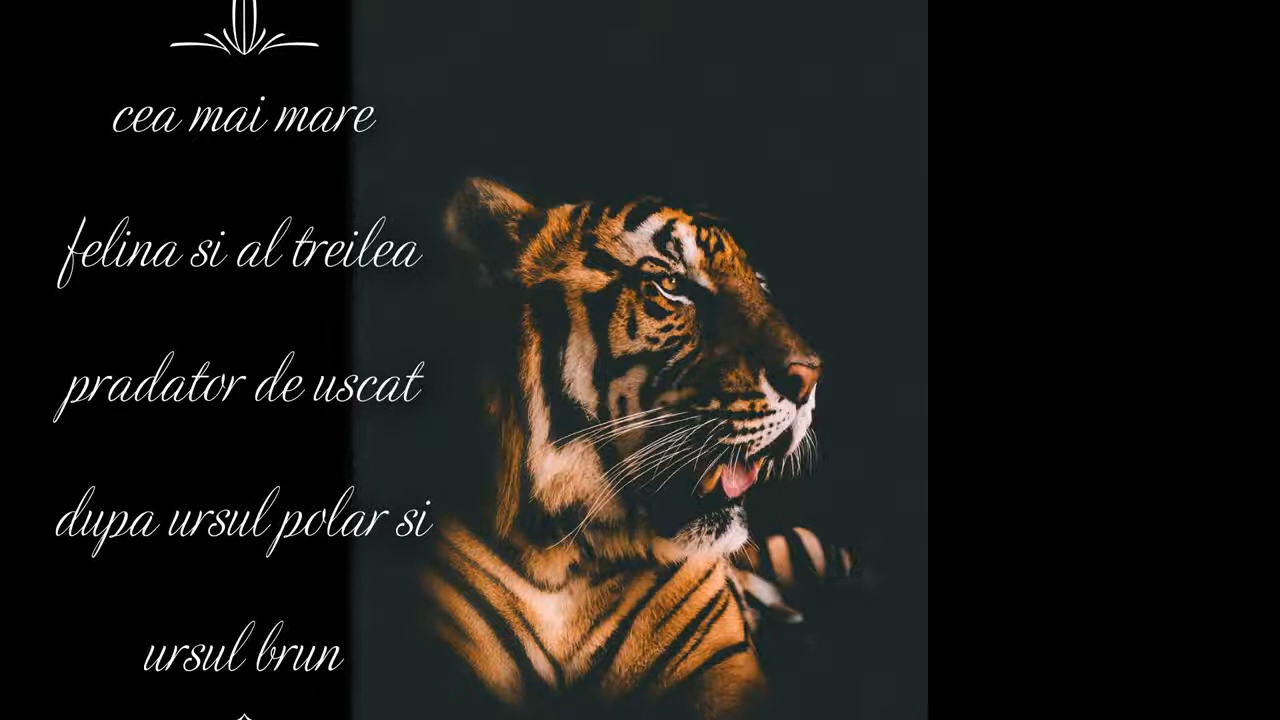 cea mai mare
felina si al treilea
pradator de uscat
dupa ursul polar si
ursul brun